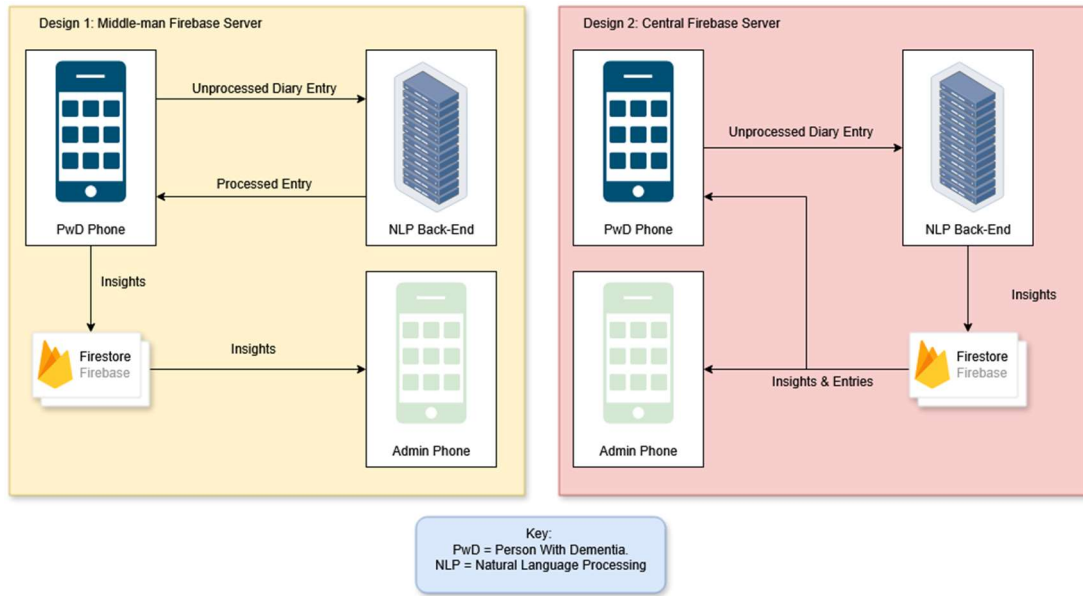 Design 1: Middle-man Firebase Server
Unprocessed Diary Entry
Processed Entry
PwD Phone
NLP Back-End
Insights
Firestore
Firebase
Insights
Admin Phone
Design 2: Central Firebase Server
Unprocessed Diary Entry
PwD Phone
NLP Back-End
Insights
Firestore
Firebase
Insights & Entries
Admin Phone
Key:
PwD = Person With Dementia.
NLP = Natural Language Processing